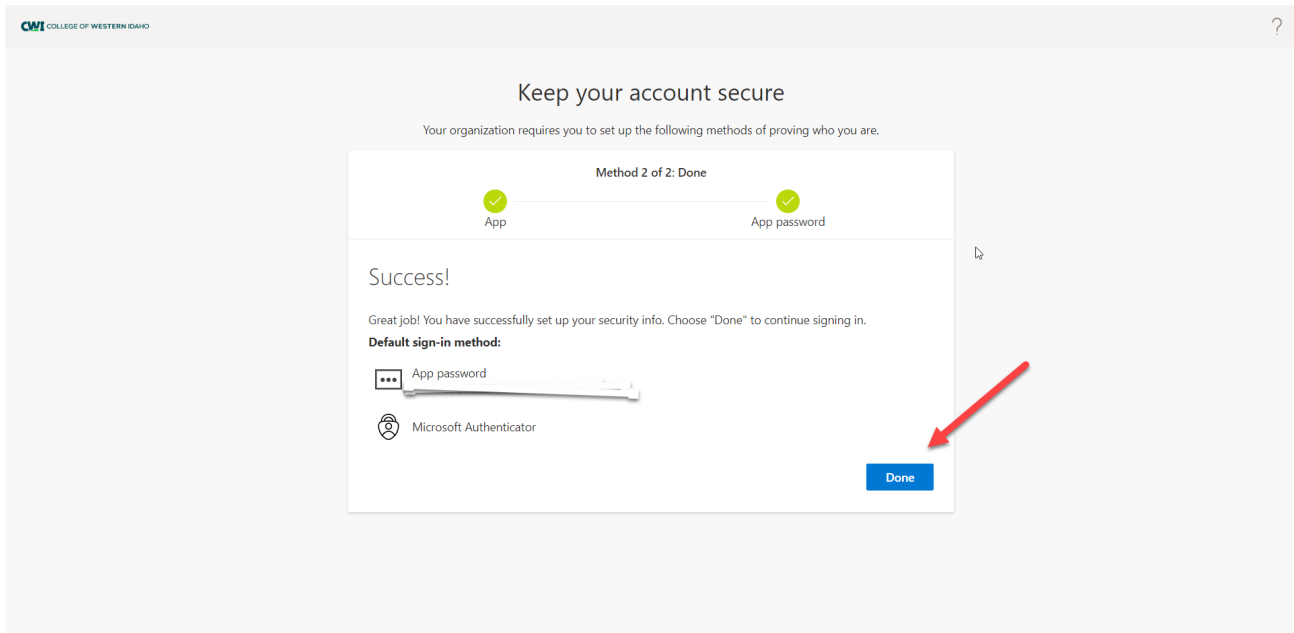 CWI COLLEGE OF WESTERN IDAHO
?
Keep your account secure
Your organization requires you to set up the following methods of proving who you are.
Method 2 of 2: Done
App
App password
Success!
Great job! You have successfully set up your security info. Choose "Done" to continue signing in.
Default sign-in method:
App password
Microsoft Authenticator
Done